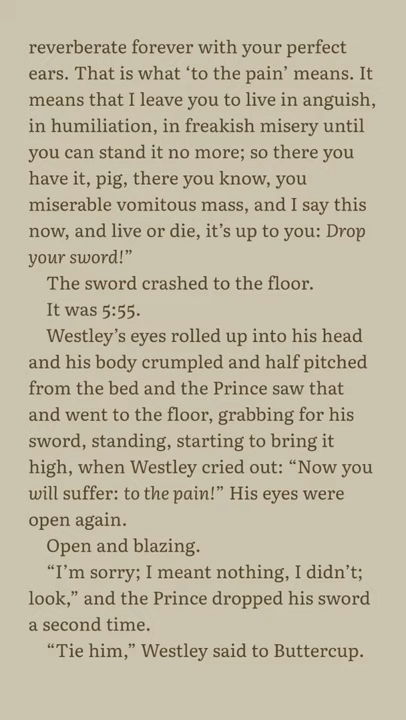 reverberate forever with your perfect
ears. That is what ‘to the pain’ means. It
means that I leave you to live in anguish,
in humiliation, in freakish misery until
you can stand it no more; so there you
have it, pig, there you know, you
miserable vomitous mass, and I say this
now, and live or die, it’s up to you: Drop
your sword!”
The sword crashed to the floor.
It was 5:55.
Westley’s eyes rolled up into his head
and his body crumpled and half pitched
from the bed and the Prince saw that
and went to the floor, grabbing for his
sword, standing, starting to bring it
high, when Westley cried out: “Now you
will suffer: to the pain!” His eyes were
open again.
Open and blazing.
“I’m sorry; I meant nothing, I didn’t;
look,” and the Prince dropped his sword
a second time.
“Tie him,” Westley said to Buttercup.